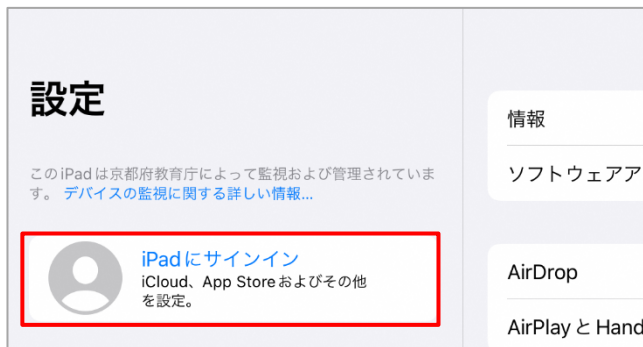 設定
このiPadは京都府教育庁によって監視および管理されていま
す。 デバイスの監視に関する詳しい情報...
iPadにサインイン
iCloud、App Storeおよびその他
を設定。
情報
ソフトウェアア
AirDrop
AirPlayとHand